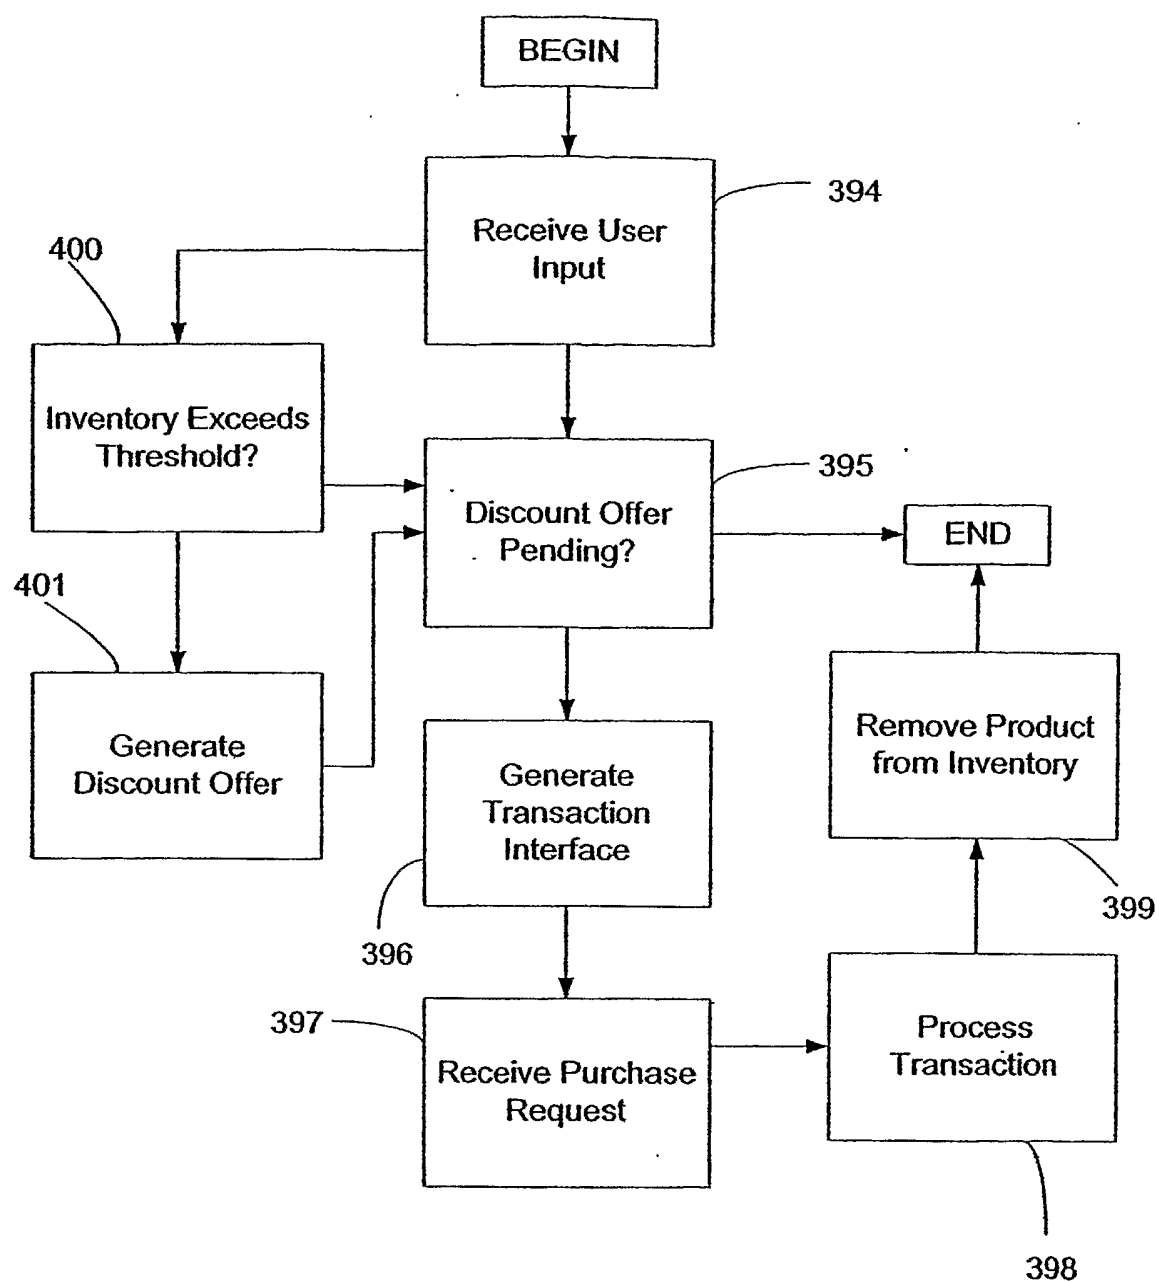 BEGIN
394
Receive User
Input
400
Inventory Exceeds
Threshold?
395
Discount Offer
Pending?
END
401
Generate
Discount Offer
Generate
Transaction
Interface
396
Remove Product
from Inventory
399
397
Receive Purchase
Request
Process
Transaction
398